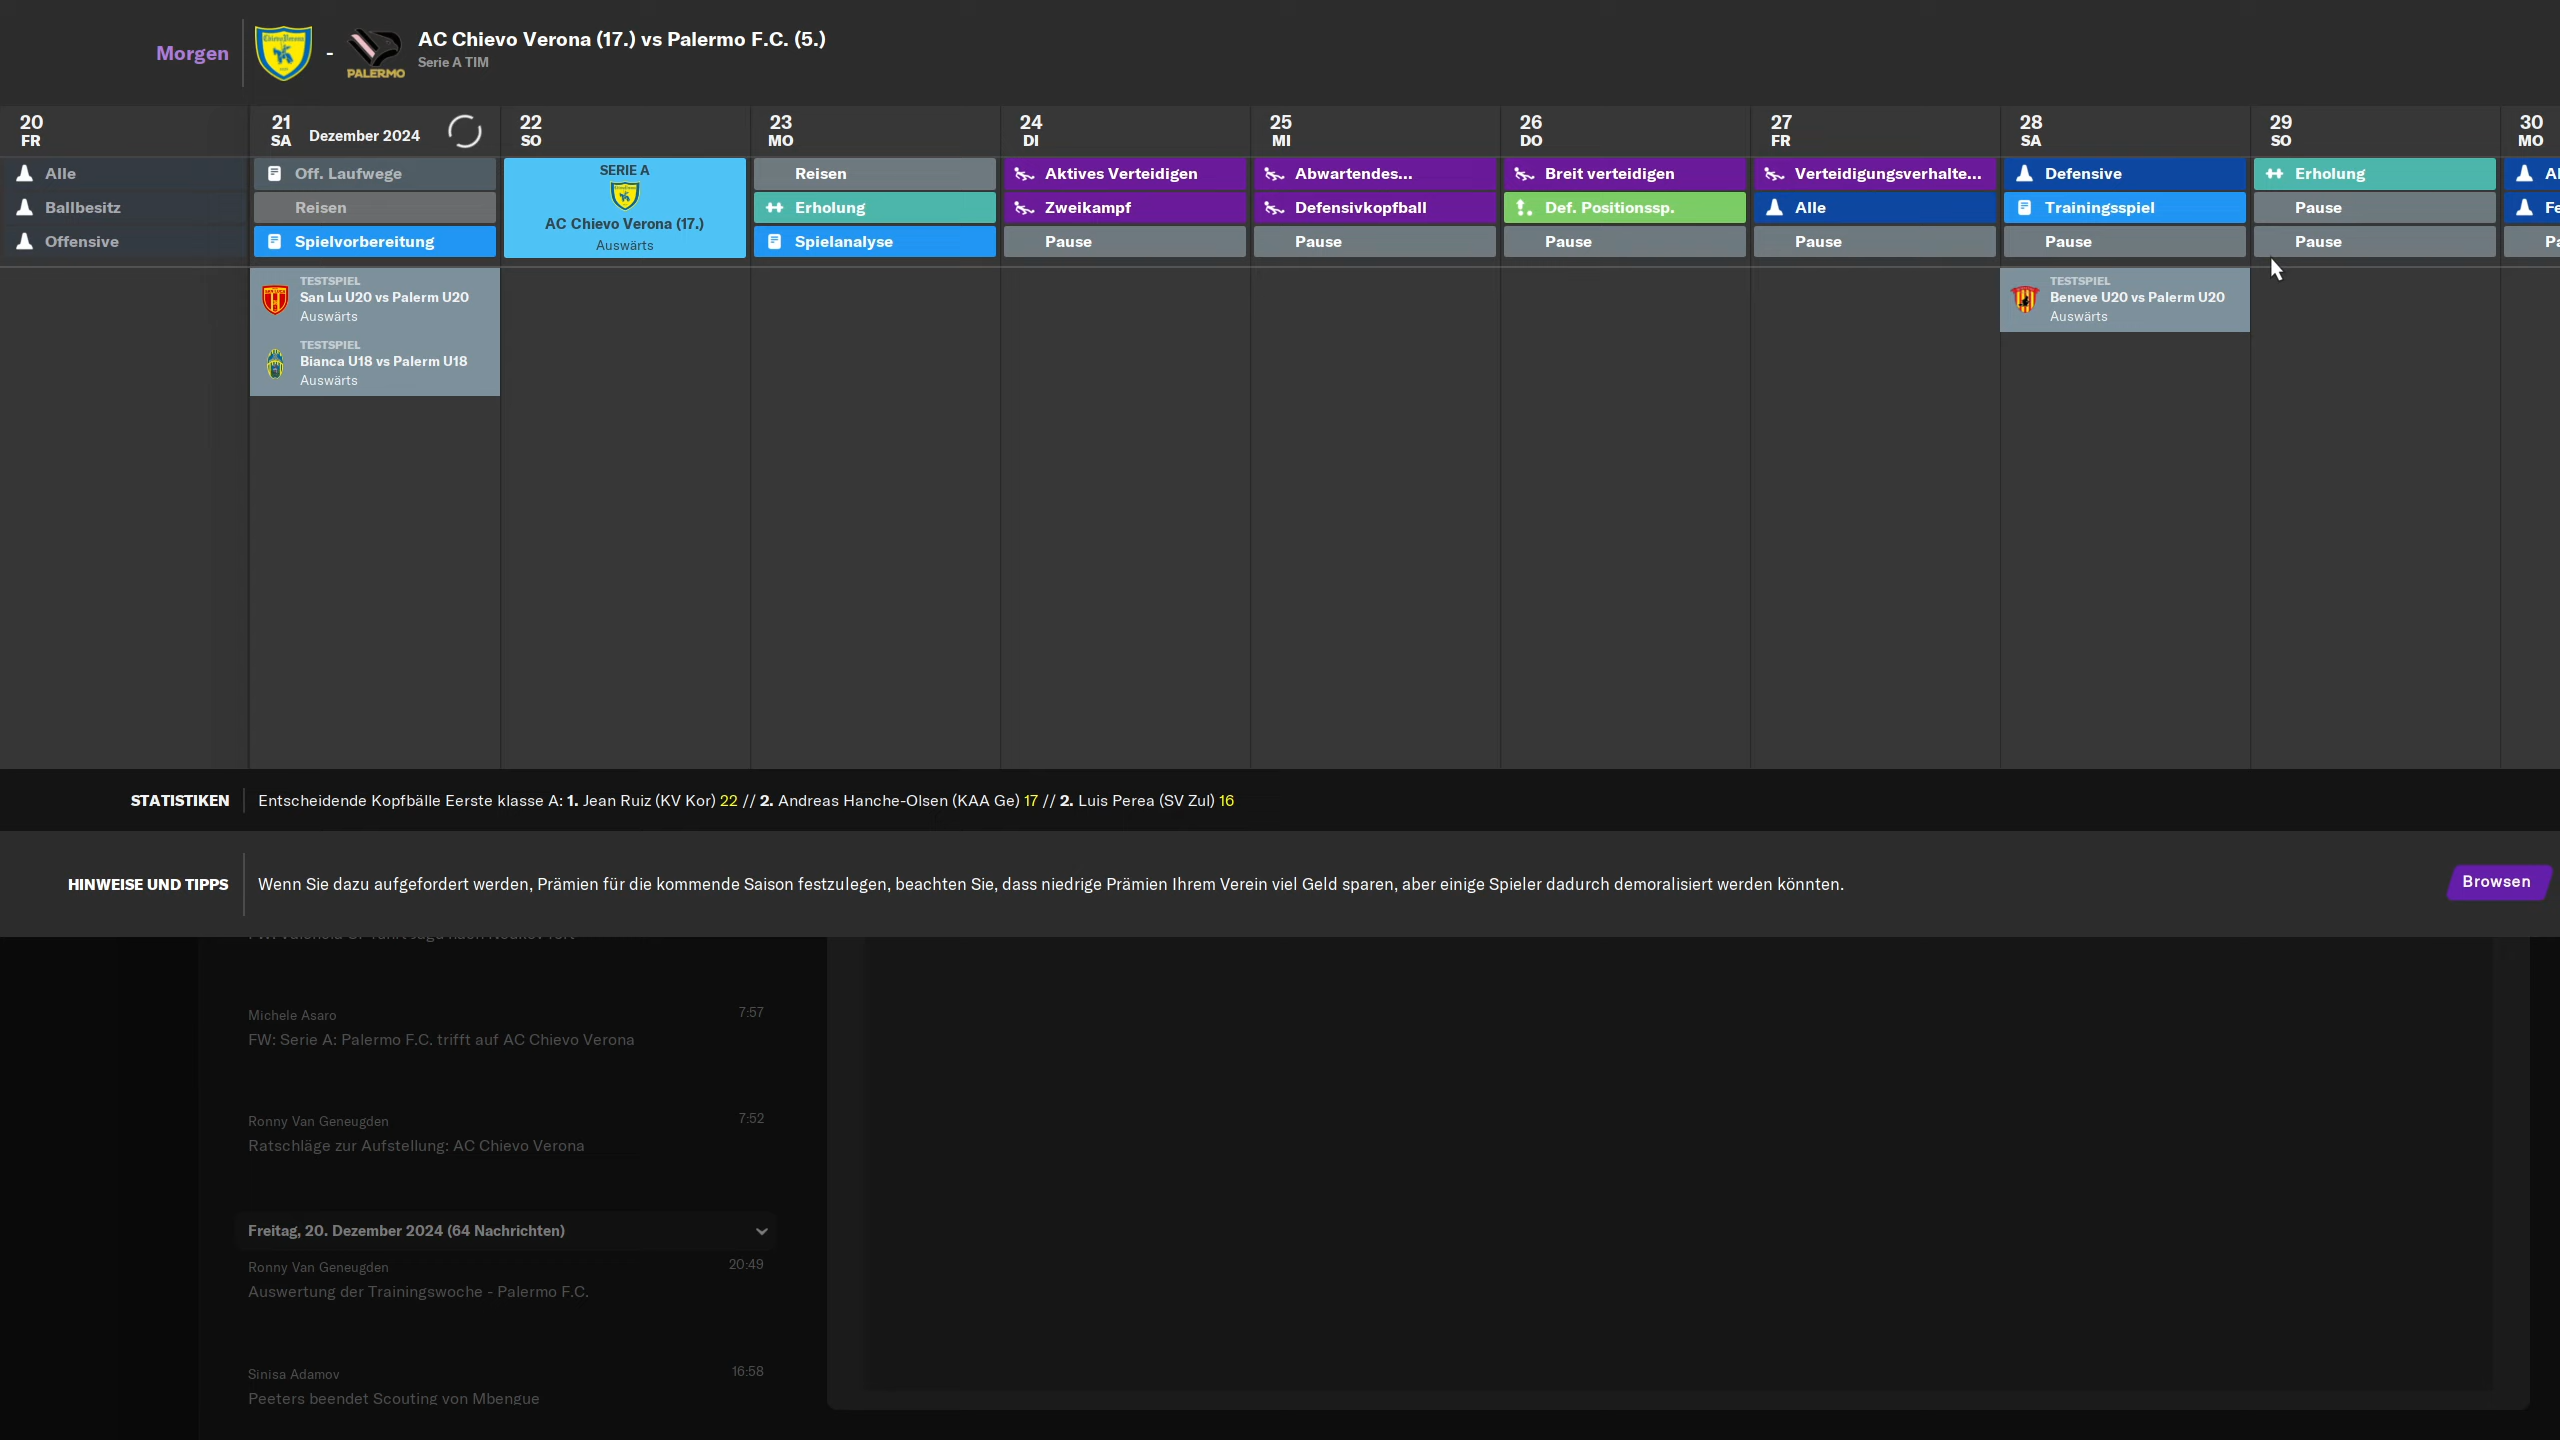 Morgen
AC Chievo Verona (17.) vs Palermo F.C. (5.)
Serie A TIM
PALERMO
20
FR
21
SA
Dezember 2024
22
SO
23
MO
24
DI
25
MI
26
DO
27
FR
28
SA
29
SO
30
MO
Alle
Ballbesitz
Offensive
Off. Laufwege
Reisen
Spielvorbereitung
SERIE A
AC Chievo Verona (17.)
Auswärts
Reisen
Erholung
Spielanalyse
Aktives Verteidigen
Zweikampf
Pause
Abwartendes...
Defensivkopfball
Pause
Breit verteidigen
Def. Positionssp.
Pause
Verteidigungsverhalte...
Alle
Pause
Defensive
Trainingsspiel
Pause
Erholung
Pause
Pause
TESTSPIEL
San Lu U20 vs Palerm U20
Auswärts
TESTSPIEL
Bianca U18 vs Palerm U18
Auswärts
TESTSPIEL
Beneve U20 vs Palerm U20
Auswärts
STATISTIKEN
Entscheidende Kopfbälle Eerste klasse A: 1. Jean Ruiz (KV Kor) 22 // 2. Andreas Hanche-Olsen (KAA Ge) 17 // 2. Luis Perea (SV Zul) 16
HINWEISE UND TIPPS
Wenn Sie dazu aufgefordert werden, Prämien für die kommende Saison festzulegen, beachten Sie, dass niedrige Prämien Ihrem Verein viel Geld sparen, aber einige Spieler dadurch demoralisiert werden könnten.
Browsen
Michele Asaro
7:57
FW: Serie A: Palermo F.C. trifft auf AC Chievo Verona
Ronny Van Geneugden
7:52
Ratschläge zur Aufstellung: AC Chievo Verona
Freitag, 20. Dezember 2024 (64 Nachrichten)
Ronny Van Geneugden
20:49
Auswertung der Trainingswoche - Palermo F.C.
Sinisa Adamov
16:58
Peeters beendet Scouting von Mbengue